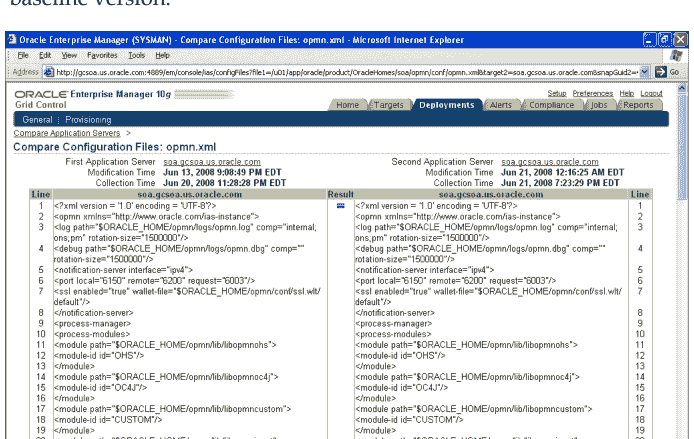 baseline version.
Oracle Enterprise Manager (SYSMAN) - Compare Configuration Files: opmn.xml - Microsoft Internet Explorer
File Edit View Favorites Tools Help
Address http://gcsoa.us.oracle.com:4889/em/console/ias/configFiles?file1=/u01/app/oracle/product/OracleHomes/soa/opmn/conf/opmn.xml&target2=soa.gcsoa.us.oracle.com&snapGuid2= Go
ORACLE Enterprise Manager 10g
Setup Preferences Help Logout
Grid Control
Home Targets Deployments Alerts Compliance Jobs Reports
General | Provisioning
Compare Application Servers >
Compare Configuration Files: opmn.xml
First Application Server soa.gcsoa.us.oracle.com Second Application Server soa.gcsoa.us.oracle.com
Modification Time Jun 13, 2008 9:08:49 PM EDT Modification Time Jun 21, 2008 12:16:25 AM EDT
Collection Time Jun 20, 2008 11:28:28 PM EDT Collection Time Jun 21, 2008 7:23:29 PM EDT
Line soa.gcsoa.us.oracle.com Result soa.gcsoa.us.oracle.com Line
1 <?xml version = '1.0' encoding = 'UTF-8'?> <?xml version = '1.0' encoding = 'UTF-8'?> 1
2 <opmn xmlns="http://www.oracle.com/ias-instance"> <opmn xmlns="http://www.oracle.com/ias-instance"> 2
3 <log path="$ORACLE_HOME/opmn/logs/opmn.log" comp="internal; <log path="$ORACLE_HOME/opmn/logs/opmn.log" comp="internal; 3
ons;pm" rotation-size="1500000"/> ons;pm" rotation-size="1500000"/>
4 <debug path="$ORACLE_HOME/opmn/logs/opmn.dbg" comp="" <debug path="$ORACLE_HOME/opmn/logs/opmn.dbg" comp="" 4
rotation-size="1500000"/> rotation-size="1500000"/>
5 <notification-server interface="ipv4"> <notification-server interface="ipv4"> 5
6 <port local="6150" remote="6200" request="6003"/> <port local="6150" remote="6200" request="6003"/> 6
7 <ssl enabled="true" wallet-file="$ORACLE_HOME/opmn/conf/ssl.wlt/ <ssl enabled="true" wallet-file="$ORACLE_HOME/opmn/conf/ssl.wlt/ 7
default"/> default"/>
8 </notification-server> </notification-server> 8
9 <process-manager> <process-manager> 9
10 <process-modules> <process-modules> 10
11 <module path="$ORACLE_HOME/opmn/lib/libopmnohs"> <module path="$ORACLE_HOME/opmn/lib/libopmnohs"> 11
12 <module-id id="OHS"/> <module-id id="OHS"/> 12
13 </module> </module> 13
14 <module path="$ORACLE_HOME/opmn/lib/libopmnoc4j"> <module path="$ORACLE_HOME/opmn/lib/libopmnoc4j"> 14
15 <module-id id="OC4J"/> <module-id id="OC4J"/> 15
16 </module> </module> 16
17 <module path="$ORACLE_HOME/opmn/lib/libopmncustom"> <module path="$ORACLE_HOME/opmn/lib/libopmncustom"> 17
18 <module-id id="CUSTOM"/> <module-id id="CUSTOM"/> 18
19 </module> </module> 19